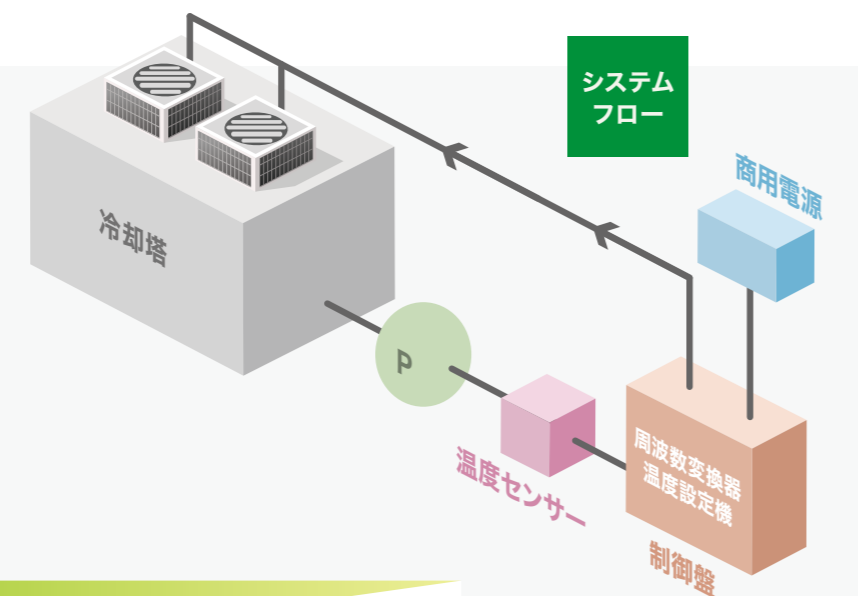 システム
フロー
商用電源
冷却塔
P
温度センサー
周波数変換器
温度設定機
制御盤